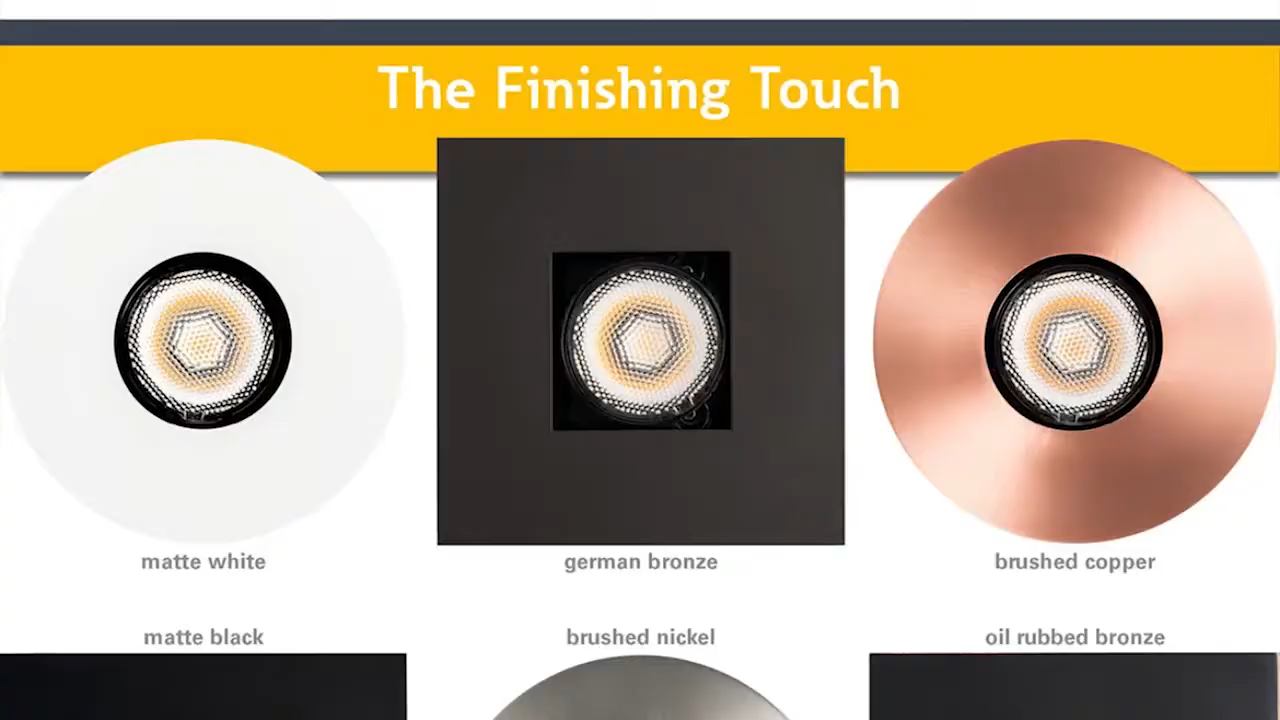 The Finishing Touch
matte white
german bronze
brushed copper
matte black
brushed nickel
oil rubbed bronze